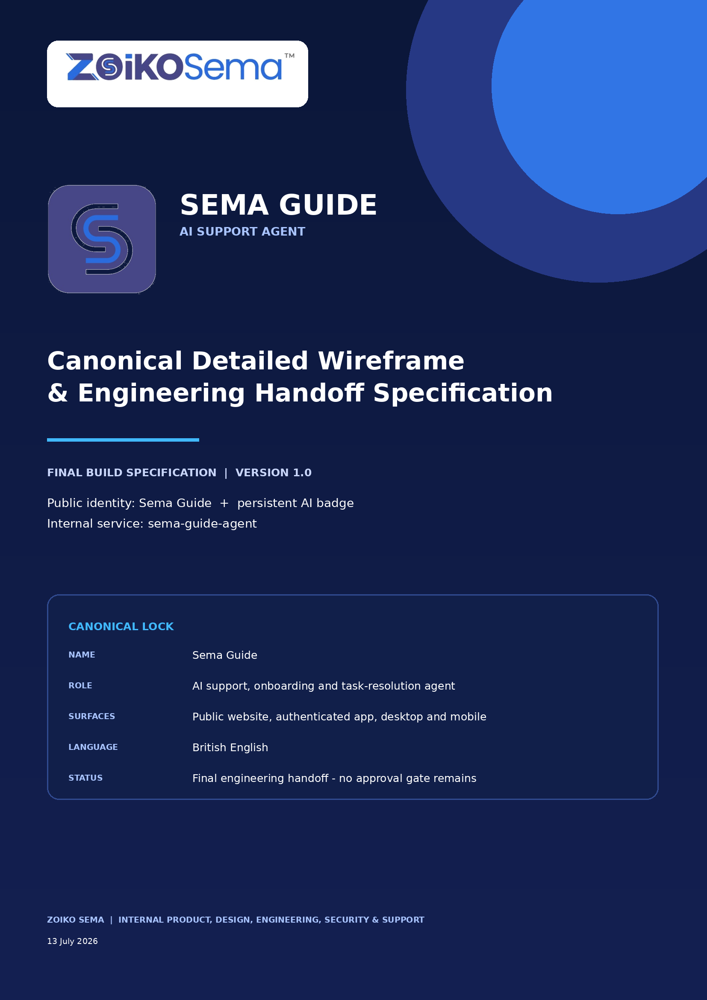 ZOiKOSema™
SEMA GUIDE
AI SUPPORT AGENT
Canonical Detailed Wireframe
& Engineering Handoff Specification
FINAL BUILD SPECIFICATION | VERSION 1.0
Public identity: Sema Guide + persistent AI badge
Internal service: sema-guide-agent
CANONICAL LOCK
NAME Sema Guide
ROLE AI support, onboarding and task-resolution agent
SURFACES Public website, authenticated app, desktop and mobile
LANGUAGE British English
STATUS Final engineering handoff - no approval gate remains
ZOIKO SEMA | INTERNAL PRODUCT, DESIGN, ENGINEERING, SECURITY & SUPPORT
13 July 2026